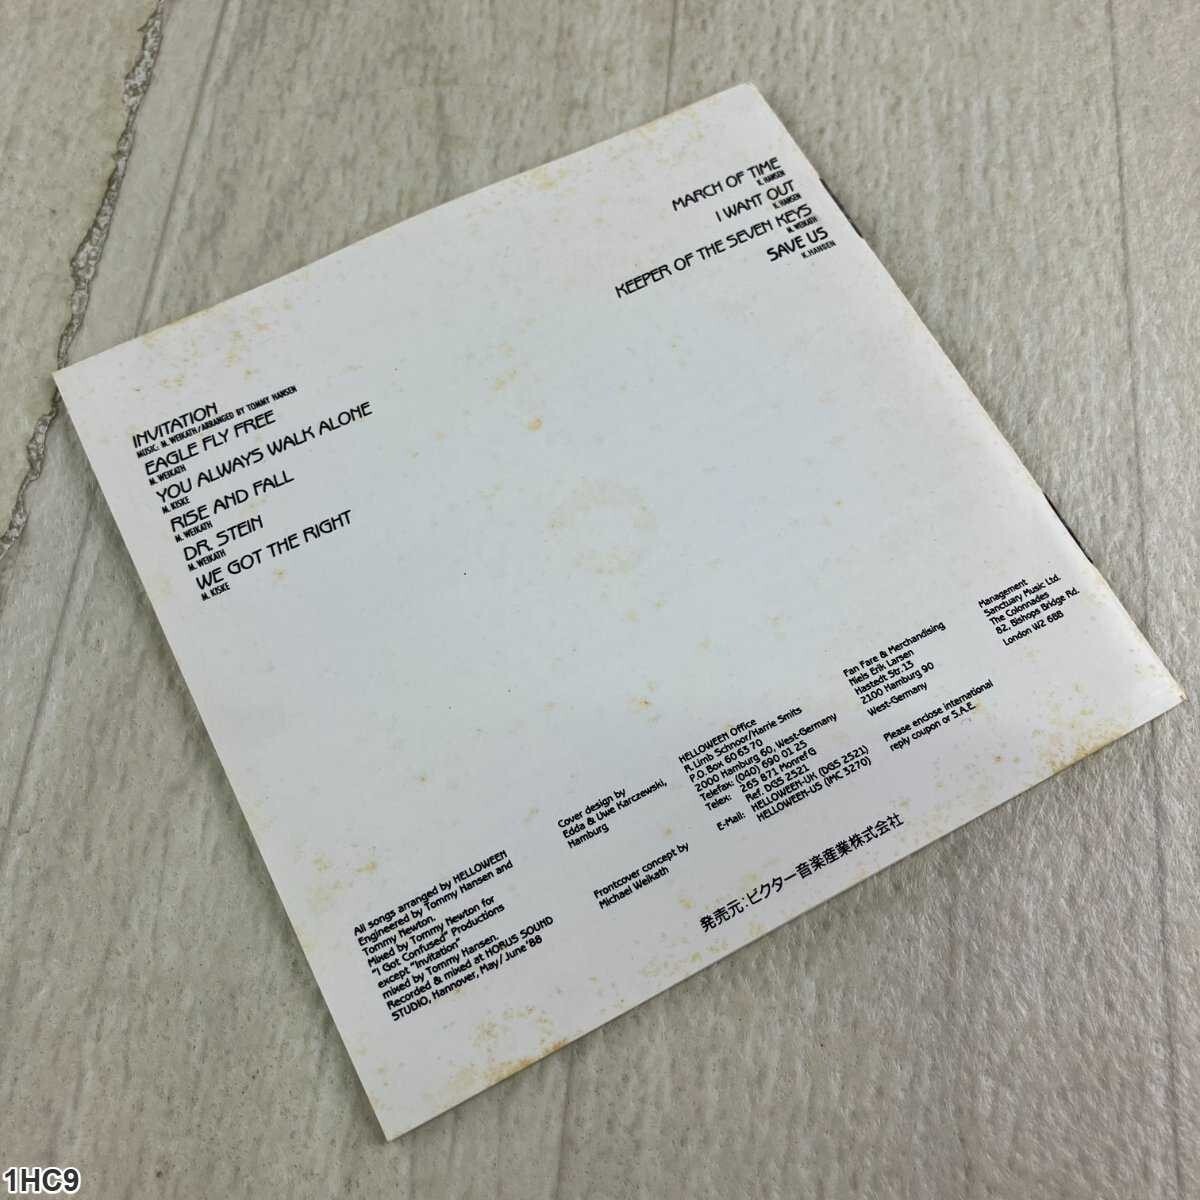 INVITATION
MUSIC: M. WEIKATH/ARRANGED BY TOMMY HANSEN
EAGLE FLY FREE
M. WEIKATH
YOU ALWAYS WALK ALONE
M. KISKE
RISE AND FALL
M. WEIKATH
DR. STEIN
M. WEIKATH
WE GOT THE RIGHT
M. KISKE
MARCH OF TIME
K. HANSEN
I WANT OUT
K. HANSEN
KEEPER OF THE SEVEN KEYS
M. WEIKATH
SAVE US
K. HANSEN
All songs arranged by HELLOWEEN
Engineered by Tommy Hansen and
Tommy Newton.
Mixed by Tommy Newton for
"I Got Confused" Productions
except "Invitation"
mixed by Tommy Hansen.
Recorded & mixed at HORUS SOUND
STUDIO, Hannover, May/June '88
Cover design by
Edda & Uwe Karczewski,
Hamburg
Frontcover concept by
Michael Weikath
HELLOWEEN Office
R. Limb Schnoor/Harrie Smits
P.O. Box 60 63 70
2000 Hamburg 60, West-Germany
Telefax: (040) 690 01 25
Telex: 265 871 Monref G
Ref. DGS 2521
E-Mail: HELLOWEEN-UK (DGS 2521)
HELLOWEEN-US (IMC 3270)
Fan Fare & Merchandising
Niels Erik Larsen
Hastedt Str. 13
2100 Hamburg 90
West-Germany
Please enclose international
reply coupon or S.A.E.
Management
Sanctuary Music Ltd.
The Colonnades
82, Bishops Bridge Rd.
London W2 6BB
発売元:ビクター音楽産業株式会社
1HC9